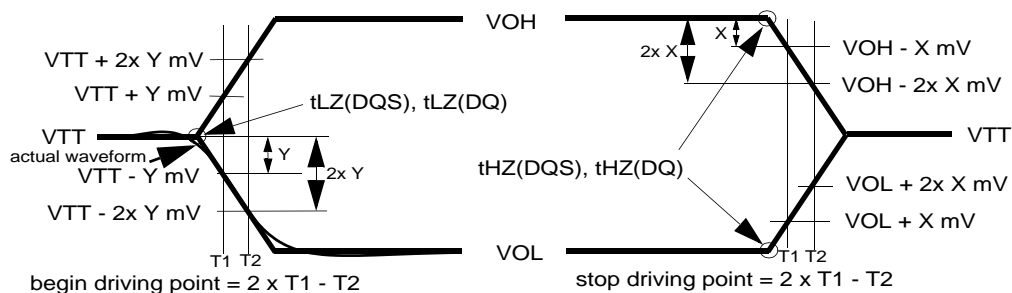 VOH
VTT + 2x Y mV
VTT + Y mV
tLZ(DQS), tLZ(DQ)
VTT
actual waveform
VTT - Y mV
VTT - 2x Y mV
Y
2x Y
T1 T2
VOL
begin driving point = 2 x T1 - T2
X
2x X
VOH - X mV
VOH - 2x X mV
VTT
tHZ(DQS), tHZ(DQ)
VOL + 2x X mV
VOL + X mV
T1 T2
stop driving point = 2 x T1 - T2